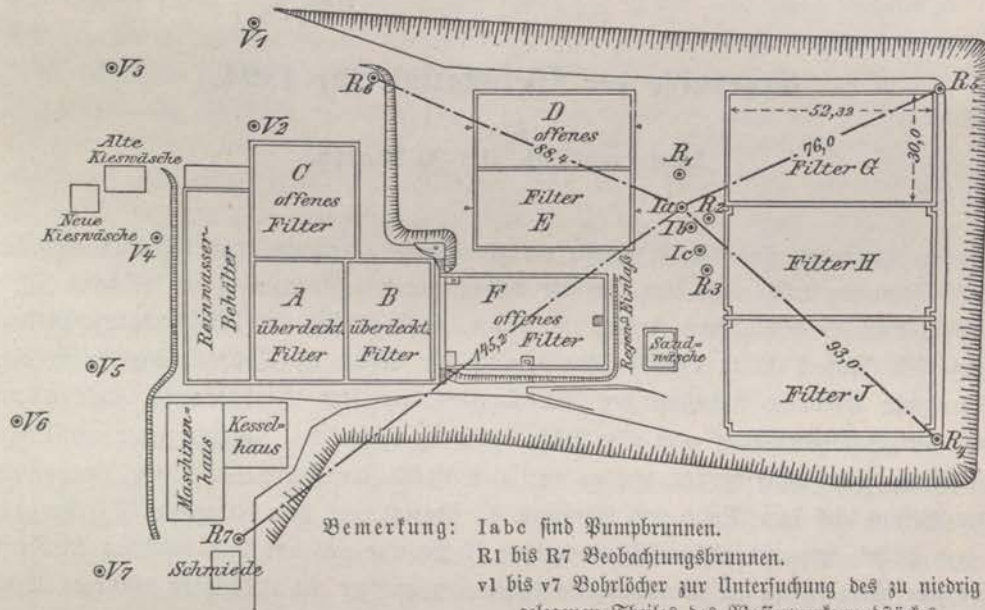 V1
V3
R6
R5
D
offenes
88,4
52,32
30,0
76,0
Filter G
V2
Alte
Kieswäsche
C
offenes
Filter
R1
Filter
E
Ia
R2
Ib
Neue
Kieswäsche
V4
Ic
R3
Filter H
Reinwasser-
Behälter
A
überdeckt.
Filter
B
überdeckt.
Filter
F
offenes
Filter
145,2
Regen-Einlaß
Sand-
wäsche
93,0
Filter J
V5
V6
Kessel-
haus
Maschinen-
haus
R4
R7
Schmiede
V7
Bemerkung: Iabc sind Pumpbrunnen.
R1 bis R7 Beobachtungsbrunnen.
v1 bis v7 Bohrlöcher zur Untersuchung des zu niedrig